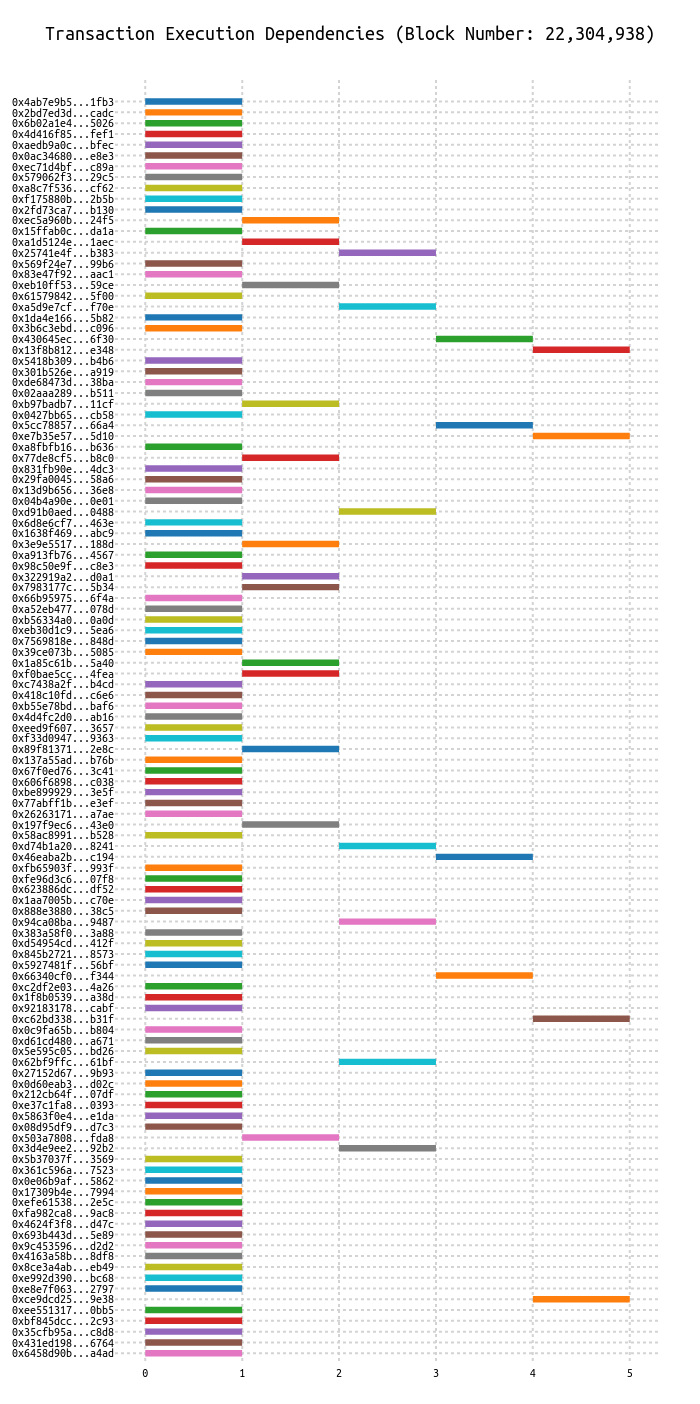 Transaction Execution Dependencies (Block Number: 22,304,938)
0x4ab7e9b5...1fb3
0x2bd7ed3d...cadc
0x6b02a1e4...5026
0x4d416f85...fef1
0xaedb9a0c...bfec
0x0ac34680...e8e3
0xec71d4bf...c89a
0x579062f3...29c5
0xa8c7f536...cf62
0xf175880b...2b5b
0x2fd73ca7...b130
0xec5a960b...24f5
0x15ffab0c...da1a
0xa1d5124e...1aec
0x25741e4f...b383
0x569f24e7...99b6
0x83e47f92...aac1
0xeb10ff53...59ce
0x61579842...5f00
0xa5d9e7cf...f70e
0x1da4e166...5b82
0x3b6c3ebd...c096
0x430645ec...6f30
0x13f8b812...e348
0x5418b309...b4b6
0x301b526e...a919
0xde68473d...38ba
0x02aaa289...b511
0xb97badb7...11cf
0x0427bb65...cb58
0x5cc78857...66a4
0xe7b35e57...5d10
0xa8fbfb16...b636
0x77de8cf5...b8c0
0x831fb90e...4dc3
0x29fa0045...58a6
0x13d9b656...36e8
0x04b4a90e...0e01
0xd91b0aed...0488
0x6d8e6cf7...463e
0x1638f469...abc9
0x3e9e5517...188d
0xa913fb76...4567
0x98c50e9f...c8e3
0x322919a2...d0a1
0x7983177c...5b34
0x66b95975...6f4a
0xa52eb477...078d
0xb56334a0...0a0d
0xeb30d1c9...5ea6
0x7569818e...848d
0x39ce073b...5085
0x1a85c61b...5a40
0xf0bae5cc...4fea
0xc7438a2f...b4cd
0x418c10fd...c6e6
0xb55e78bd...baf6
0x4d4fc2d0...ab16
0xeed9f607...3657
0xf33d0947...9363
0x89f81371...2e8c
0x137a55ad...b76b
0x67f0ed76...3c41
0x606f6898...c038
0xbe899929...3e5f
0x77abff1b...e3ef
0x26263171...a7ae
0x197f9ec6...43e0
0x58ac8991...b528
0xd74b1a20...8241
0x46eaba2b...c194
0xfb65903f...993f
0xfe96d3c6...07f8
0x623886dc...df52
0x1aa7005b...c70e
0x888e3880...38c5
0x94ca08ba...9487
0x383a58f0...3a88
0xd54954cd...412f
0x845b2721...8573
0x5927481f...56bf
0x66340cf0...f344
0xc2df2e03...4a26
0x1f8b0539...a38d
0x92183178...cabf
0xc62bd338...b31f
0x0c9fa65b...b804
0xd61cd480...a671
0x5e595c05...bd26
0x62bf9ffc...61bf
0x27152d67...9b93
0x0d60eab3...d02c
0x212cb64f...07df
0xe37c1fa8...0393
0x5863f0e4...e1da
0x08d95df9...d7c3
0x503a7808...fda8
0x3d4e9ee2...92b2
0x5b37037f...3569
0x361c596a...7523
0x0e06b9af...5862
0x17309b4e...7994
0xefe61538...2e5c
0xfa982ca8...9ac8
0x4624f3f8...d47c
0x693b443d...5e89
0x9c453596...d2d2
0x4163a58b...8df8
0x8ce3a4ab...eb49
0xe992d390...bc68
0xe8e7f063...2797
0xce9dcd25...9e38
0xee551317...0bb5
0xbf845dcc...2c93
0x35cfb95a...c8d8
0x431ed198...6764
0x6458d90b...a4ad
0 1 2 3 4 5